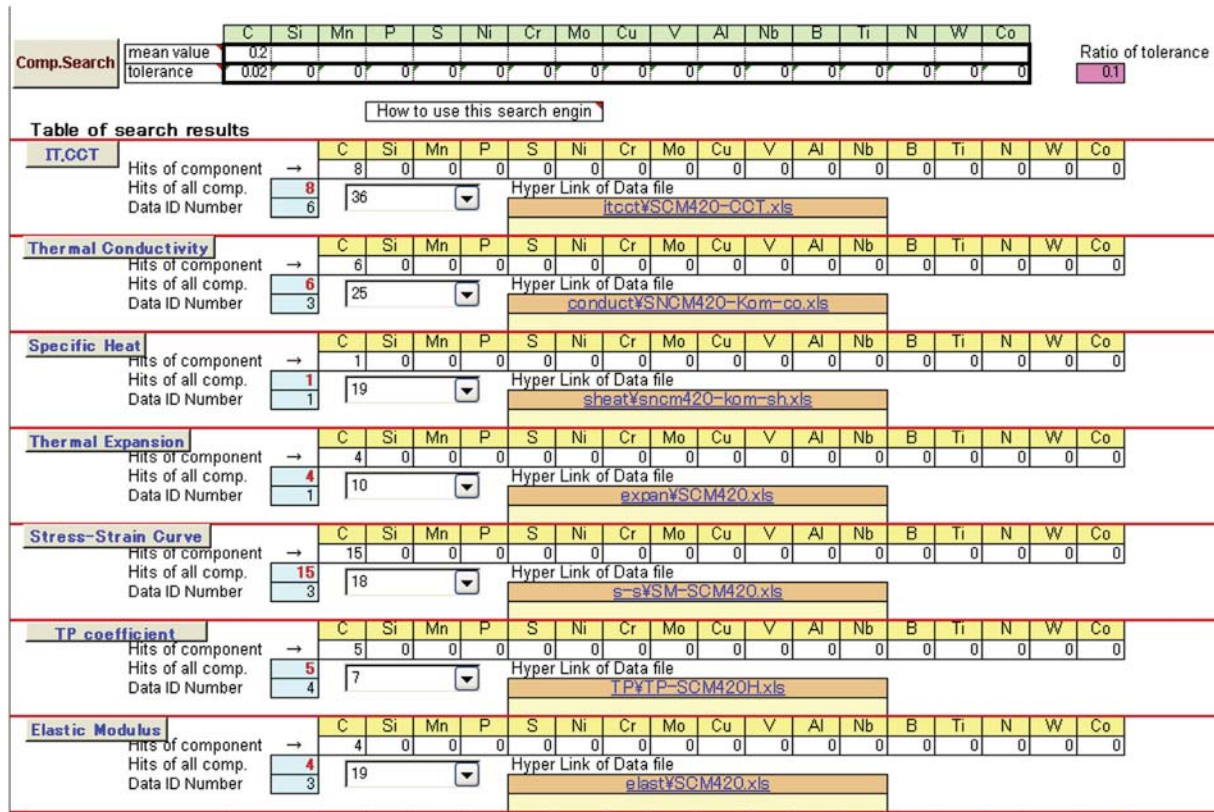 C Si Mn P S Ni Cr Mo Cu V Al Nb B Ti N W Co
Comp.Search mean value 0.2 Ratio of tolerance
tolerance 0.02 0 0 0 0 0 0 0 0 0 0 0 0 0 0 0 0 0.1
How to use this search engin
Table of search results
IT,CCT C Si Mn P S Ni Cr Mo Cu V Al Nb B Ti N W Co
Hits of component → 8 0 0 0 0 0 0 0 0 0 0 0 0 0 0 0 0
Hits of all comp. 8 36 Hyper Link of Data file
Data ID Number 6 itcct¥SCM420-CCT.xls
Thermal Conductivity C Si Mn P S Ni Cr Mo Cu V Al Nb B Ti N W Co
Hits of component → 6 0 0 0 0 0 0 0 0 0 0 0 0 0 0 0 0
Hits of all comp. 6 25 Hyper Link of Data file
Data ID Number 3 conduct¥SNCM420-Kom-co.xls
Specific Heat C Si Mn P S Ni Cr Mo Cu V Al Nb B Ti N W Co
Hits of component → 1 0 0 0 0 0 0 0 0 0 0 0 0 0 0 0 0
Hits of all comp. 1 19 Hyper Link of Data file
Data ID Number 1 sheat¥sncm420-kom-sh.xls
Thermal Expansion C Si Mn P S Ni Cr Mo Cu V Al Nb B Ti N W Co
Hits of component → 4 0 0 0 0 0 0 0 0 0 0 0 0 0 0 0 0
Hits of all comp. 4 10 Hyper Link of Data file
Data ID Number 1 expan¥SCM420.xls
Stress-Strain Curve C Si Mn P S Ni Cr Mo Cu V Al Nb B Ti N W Co
Hits of component → 15 0 0 0 0 0 0 0 0 0 0 0 0 0 0 0 0
Hits of all comp. 15 18 Hyper Link of Data file
Data ID Number 3 s-s¥SM-SCM420.xls
TP coefficient C Si Mn P S Ni Cr Mo Cu V Al Nb B Ti N W Co
Hits of component → 5 0 0 0 0 0 0 0 0 0 0 0 0 0 0 0 0
Hits of all comp. 5 7 Hyper Link of Data file
Data ID Number 4 TP¥TP-SCM420H.xls
Elastic Modulus C Si Mn P S Ni Cr Mo Cu V Al Nb B Ti N W Co
Hits of component → 4 0 0 0 0 0 0 0 0 0 0 0 0 0 0 0 0
Hits of all comp. 4 19 Hyper Link of Data file
Data ID Number 3 elast¥SCM420.xls